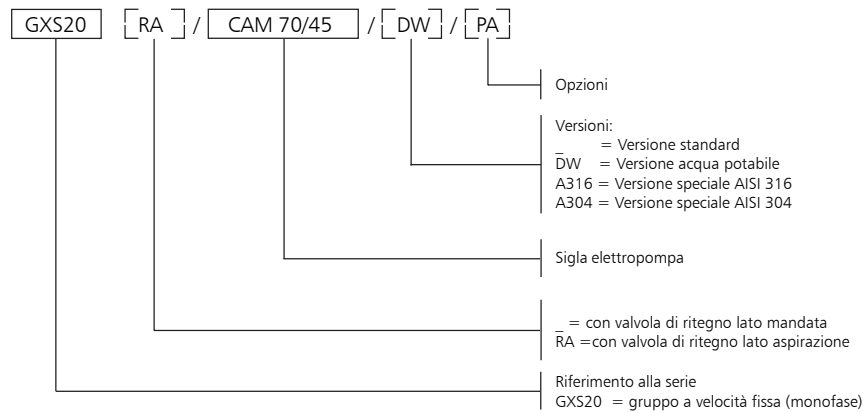 GXS20 RA / CAM 70/45 / DW / PA
Opzioni
Versioni:
_ = Versione standard
DW = Versione acqua potabile
A316 = Versione speciale AISI 316
A304 = Versione speciale AISI 304
Sigla elettropompa
_ = con valvola di ritegno lato mandata
RA =con valvola di ritegno lato aspirazione
Riferimento alla serie
GXS20 = gruppo a velocità fissa (monofase)